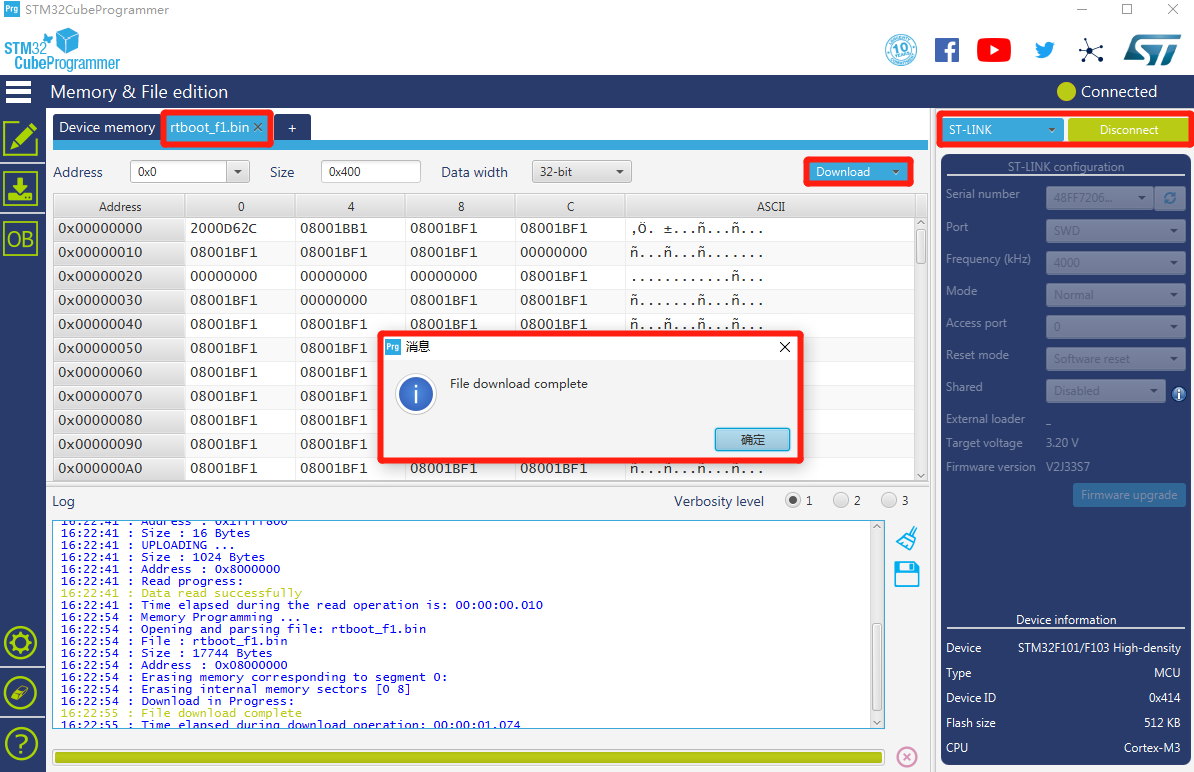 Prg STM32CubeProgrammer
STM32
CubeProgrammer
10 YEARS
Memory & File edition
Connected
Device memory rtboot_f1.bin +
ST-LINK Disconnect
Address 0x0 Size 0x400 Data width 32-bit Download
Address 0 4 8 C ASCII
0x00000000 2000D62C 08001BB1 08001BF1 08001BF1 ,Ö. ±...ñ...ñ...
0x00000010 08001BF1 08001BF1 08001BF1 00000000 ñ...ñ...ñ.......
0x00000020 00000000 00000000 00000000 08001BF1 ............ñ...
0x00000030 08001BF1 00000000 08001BF1 08001BF1 ñ.......ñ...ñ...
0x00000040 08001BF1 08001BF1 08001BF1 08001BF1 ñ...ñ...ñ...ñ...
0x00000050 08001BF1 08001BF1
0x00000060 08001BF1 08001BF1
0x00000070 08001BF1 08001BF1
0x00000080 08001BF1 08001BF1
0x00000090 08001BF1 08001BF1
0x000000A0 08001BF1 08001BF1 08001BF1 08001BF1 ñ...ñ...ñ...ñ...
Prg 消息
File download complete
确定
ST-LINK configuration
Serial number 48FF7206...
Port SWD
Frequency (kHz) 4000
Mode Normal
Access port 0
Reset mode Software reset
Shared Disabled
External loader _
Target voltage 3.20 V
Firmware version V2J33S7
Firmware upgrade
Log Verbosity level 1 2 3
16:22:41 : Address : 0x1ffff800
16:22:41 : Size : 16 Bytes
16:22:41 : UPLOADING ...
16:22:41 : Size : 1024 Bytes
16:22:41 : Address : 0x8000000
16:22:41 : Read progress:
16:22:41 : Data read successfully
16:22:41 : Time elapsed during the read operation is: 00:00:00.010
16:22:54 : Memory Programming ...
16:22:54 : Opening and parsing file: rtboot_f1.bin
16:22:54 : File : rtboot_f1.bin
16:22:54 : Size : 17744 Bytes
16:22:54 : Address : 0x08000000
16:22:54 : Erasing memory corresponding to segment 0:
16:22:54 : Erasing internal memory sectors [0 8]
16:22:54 : Download in Progress:
16:22:55 : File download complete
16:22:55 : Time elapsed during download operation: 00:00:01.074
Device information
Device STM32F101/F103 High-density
Type MCU
Device ID 0x414
Flash size 512 KB
CPU Cortex-M3
OB
?